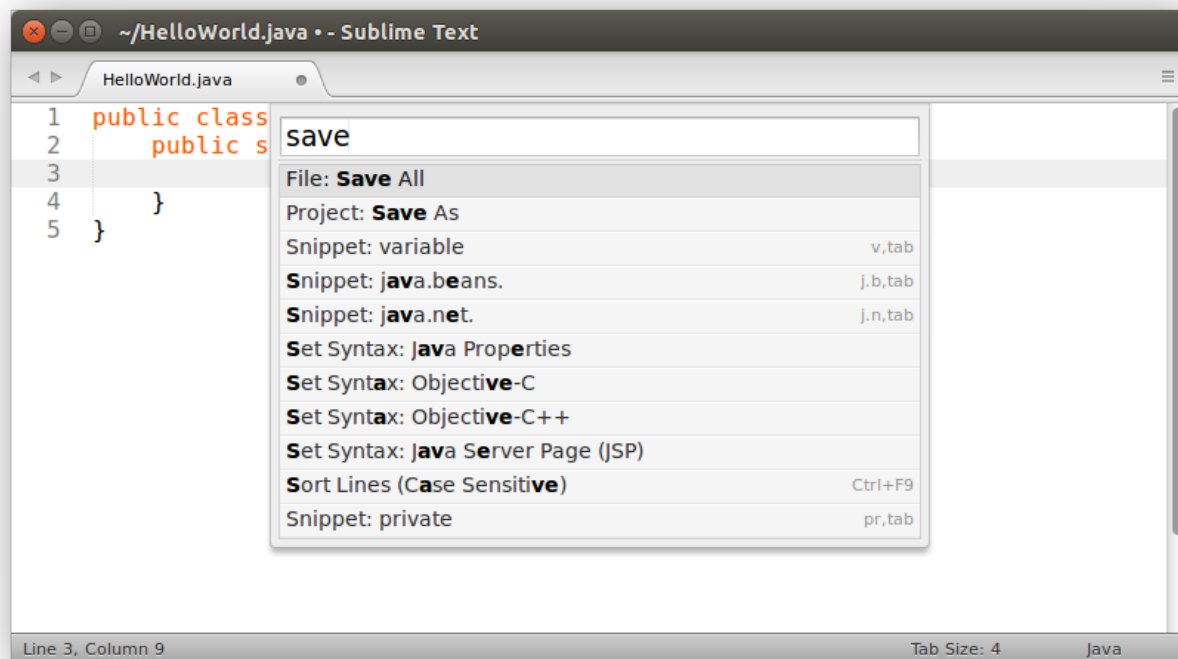 ~/HelloWorld.java • - Sublime Text
HelloWorld.java
1 public class
2 public s
3
4 }
5 }
save
File: Save All
Project: Save As
Snippet: variable v,tab
Snippet: java.beans. j.b,tab
Snippet: java.net. j.n,tab
Set Syntax: Java Properties
Set Syntax: Objective-C
Set Syntax: Objective-C++
Set Syntax: Java Server Page (JSP)
Sort Lines (Case Sensitive) Ctrl+F9
Snippet: private pr,tab
Line 3, Column 9 Tab Size: 4 Java